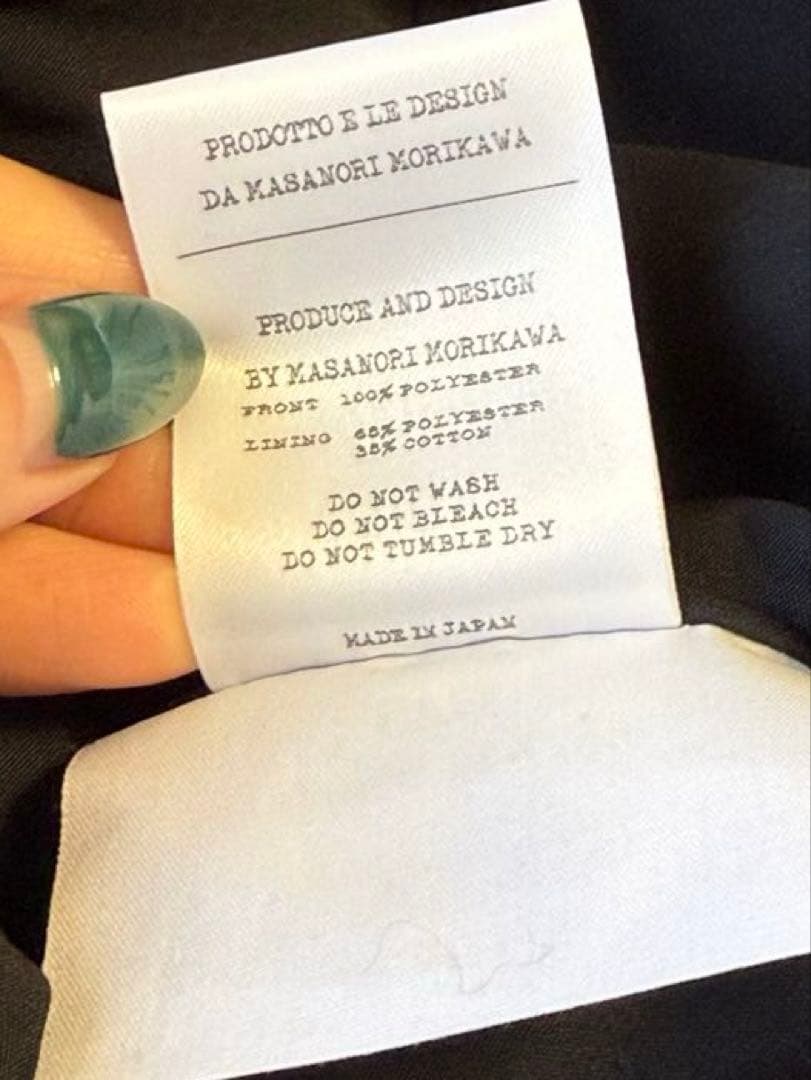 PRODOTTO E LE DESIGN
DA MASANORI MORIKAWA
PRODUCE AND DESIGN
BY MASANORI MORIKAWA
FRONT 100% POLYESTER
LINING 65% POLYESTER
35% COTTON
DO NOT WASH
DO NOT BLEACH
DO NOT TUMBLE DRY
MADE IN JAPAN